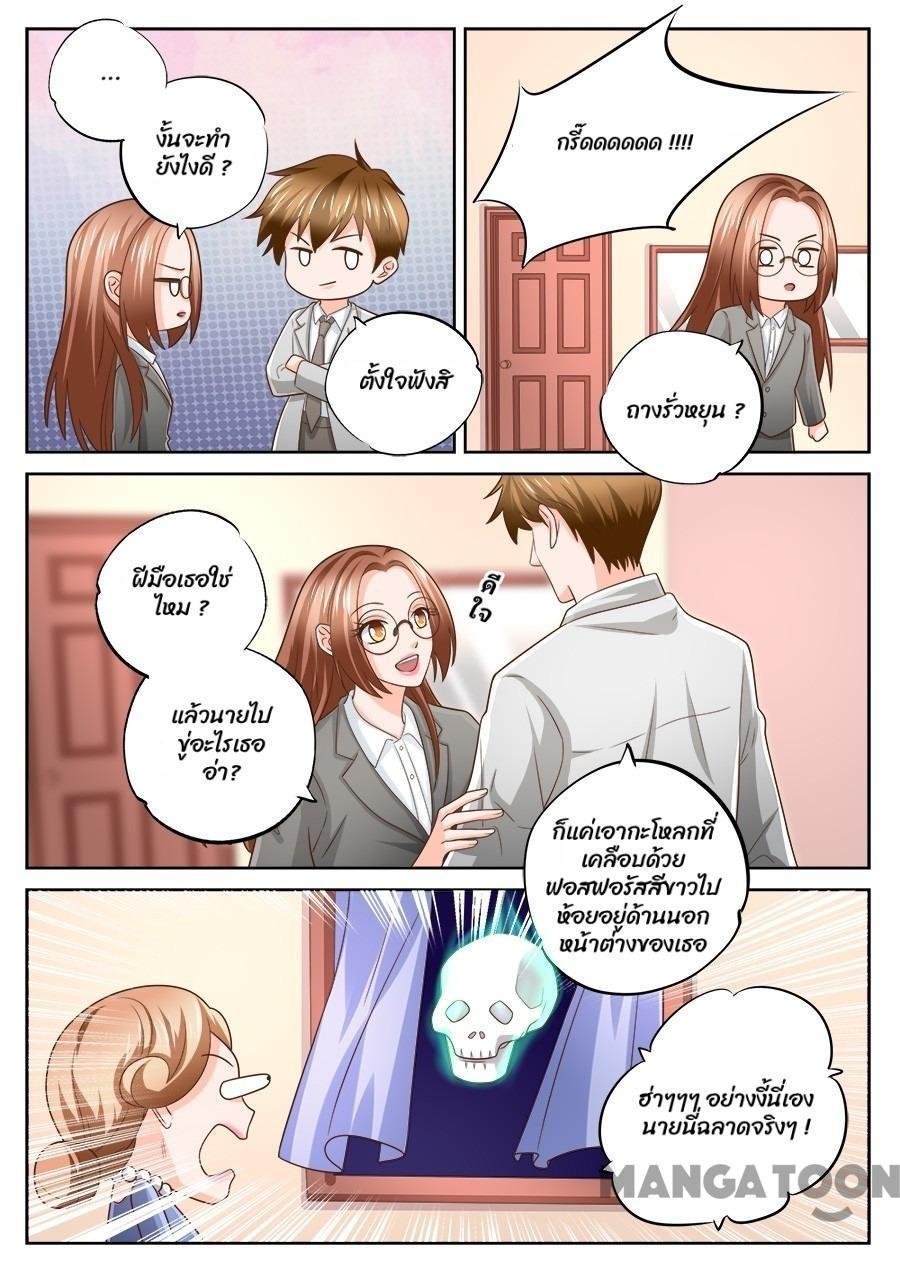 ...
งั้นจะทำ
ยังไงดี ?
ตั้งใจฟังสิ
กรี๊ดดดดดดด !!!!
ถางรั่วหยุน ?
ฝีมือเธอใช่
ไหม ?
แล้วนายไป
ขู่อะไรเธอ
อ่า?
ดี
ใจ
ก็แค่เอากะโหลกที่
เคลือบด้วย
ฟอสฟอรัสสีขาวไป
ห้อยอยู่ด้านนอก
หน้าต่างของเธอ
ฮ่าๆๆๆ อย่างงี้นี่เอง
นายนี่ฉลาดจริงๆ !
MANGATOON